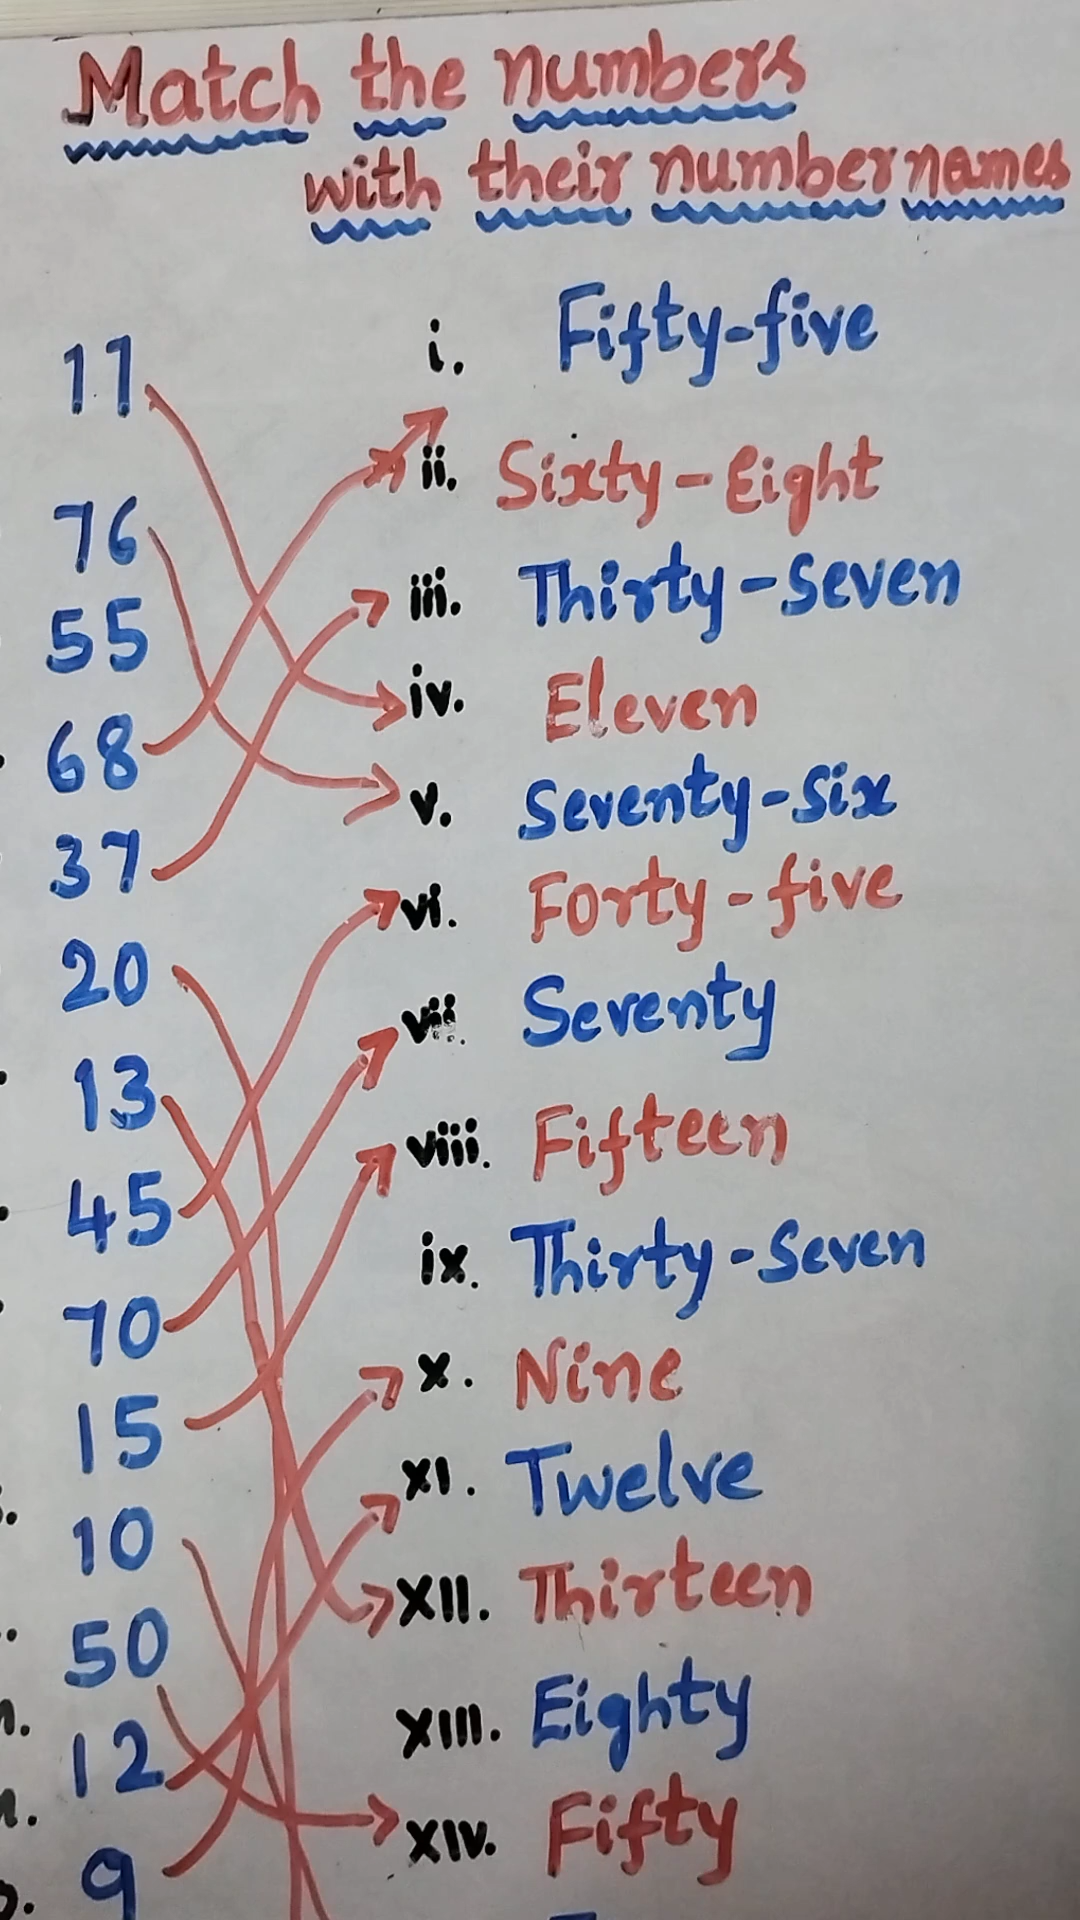 Match the numbers
with their number names
11
i. Fifty-five
ii. Sixty-Eight
76
55
iii. Thirty-Seven
68
iv. Eleven
v. Seventy-Six
37
vi. Forty-five
20
vii. Seventy
13
viii. Fifteen
45
ix. Thirty-Seven
70
x. Nine
15
xi. Twelve
10
xii. Thirteen
50
xiii. Eighty
12
xiv. Fifty
9